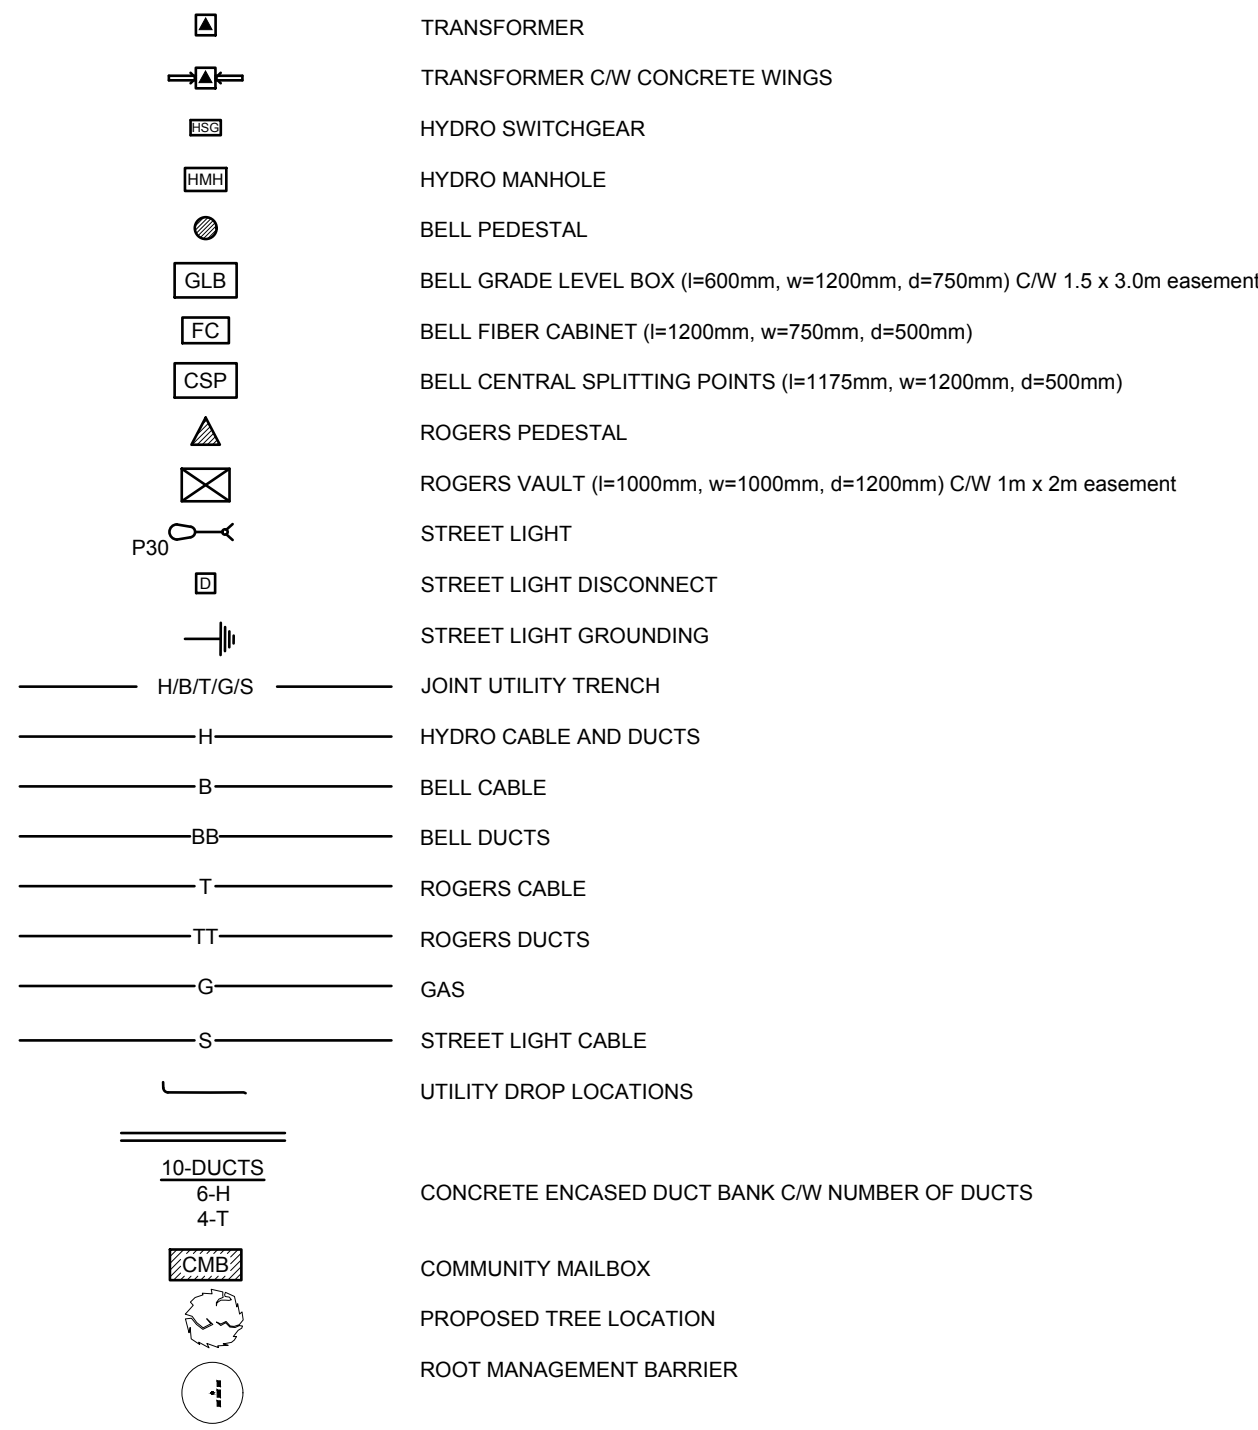 TRANSFORMER
TRANSFORMER C/W CONCRETE WINGS
HSG HYDRO SWITCHGEAR
HMH HYDRO MANHOLE
BELL PEDESTAL
GLB BELL GRADE LEVEL BOX (l=600mm, w=1200mm, d=750mm) C/W 1.5 x 3.0m easement
FC BELL FIBER CABINET (l=1200mm, w=750mm, d=500mm)
CSP BELL CENTRAL SPLITTING POINTS (l=1175mm, w=1200mm, d=500mm)
ROGERS PEDESTAL
ROGERS VAULT (l=1000mm, w=1000mm, d=1200mm) C/W 1m x 2m easement
P30 STREET LIGHT
D STREET LIGHT DISCONNECT
STREET LIGHT GROUNDING
H/B/T/G/S JOINT UTILITY TRENCH
H HYDRO CABLE AND DUCTS
B BELL CABLE
BB BELL DUCTS
T ROGERS CABLE
TT ROGERS DUCTS
G GAS
S STREET LIGHT CABLE
UTILITY DROP LOCATIONS
10-DUCTS
6-H CONCRETE ENCASED DUCT BANK C/W NUMBER OF DUCTS
4-T
CMB COMMUNITY MAILBOX
PROPOSED TREE LOCATION
ROOT MANAGEMENT BARRIER